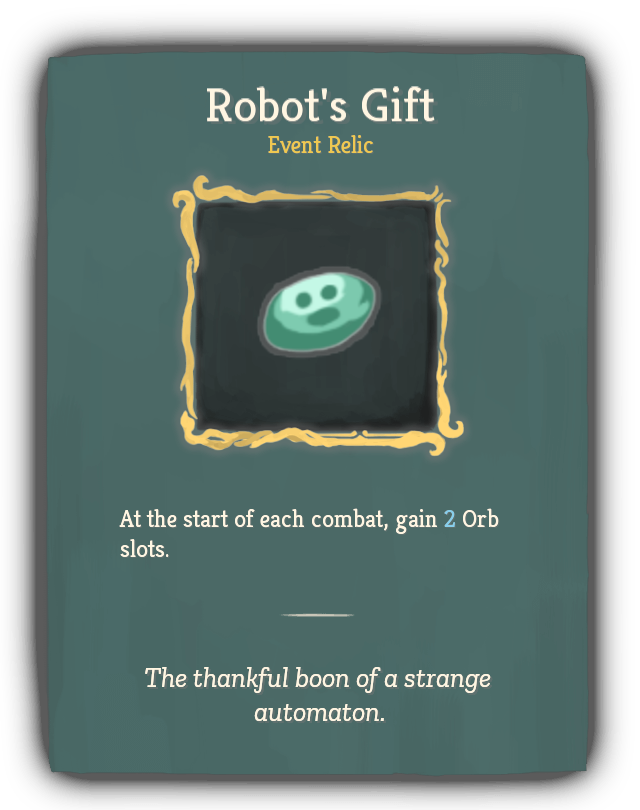 Robot's Gift
Event Relic
At the start of each combat, gain 2 Orb
slots.
The thankful boon of a strange
automaton.